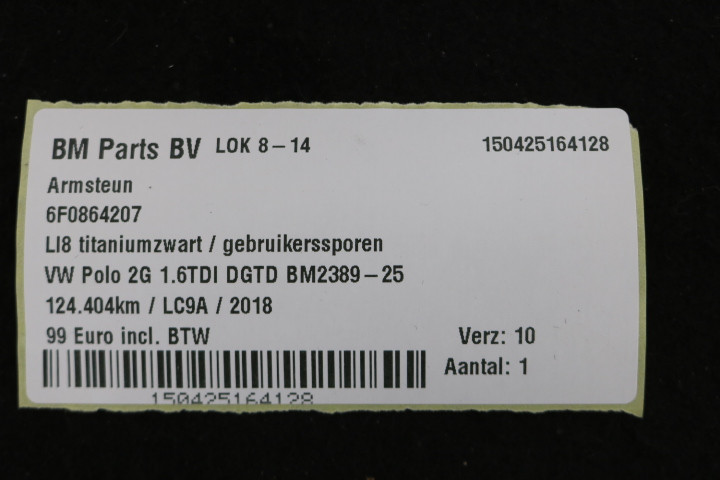 BM Parts BV LOK 8-14 150425164128
Armsteun
6F0864207
LI8 titaniumzwart / gebruikerssporen
VW Polo 2G 1.6TDI DGTD BM2389-25
124.404km / LC9A / 2018
99 Euro incl. BTW Verz: 10
Aantal: 1
150425164128